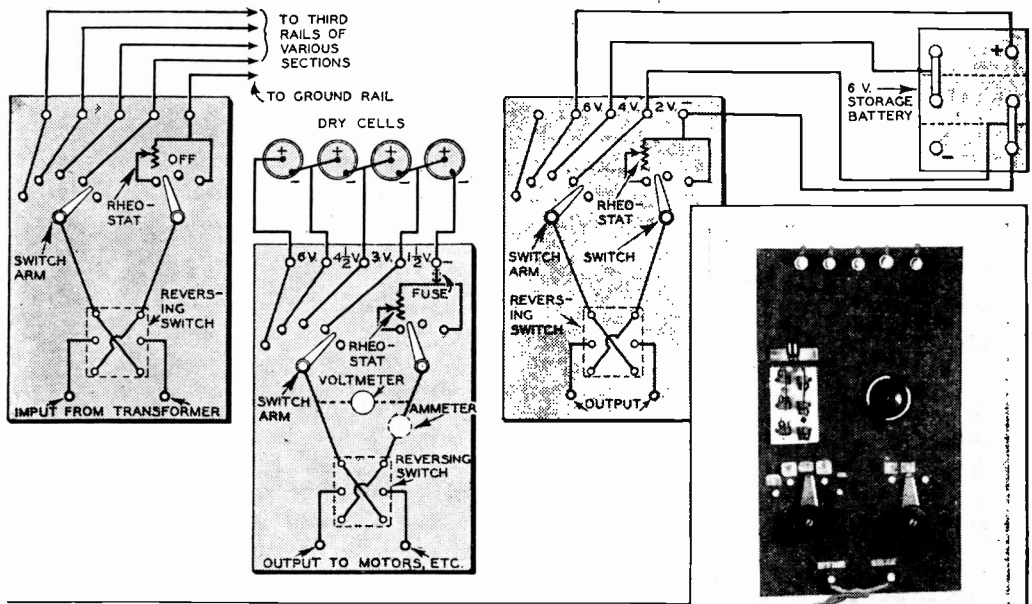 TO THIRD
RAILS OF
VARIOUS
SECTIONS
TO GROUND RAIL
OFF
RHEO-
STAT
SWITCH
ARM
REVERS-
ING
SWITCH
IMPUT FROM TRANSFORMER
DRY CELLS
+ + + +
- - - -
6V. 4½V. 3V. 1½V. -
FUSE
RHEO-
STAT
SWITCH
ARM
VOLTMETER
AMMETER
REVERSING
SWITCH
OUTPUT TO MOTORS, ETC.
6V. 4V. 2V. -
RHEO-
STAT
SWITCH
ARM
SWITCH
REVERS-
ING
SWITCH
OUTPUT
6 V.
STORAGE
BATTERY
+
-